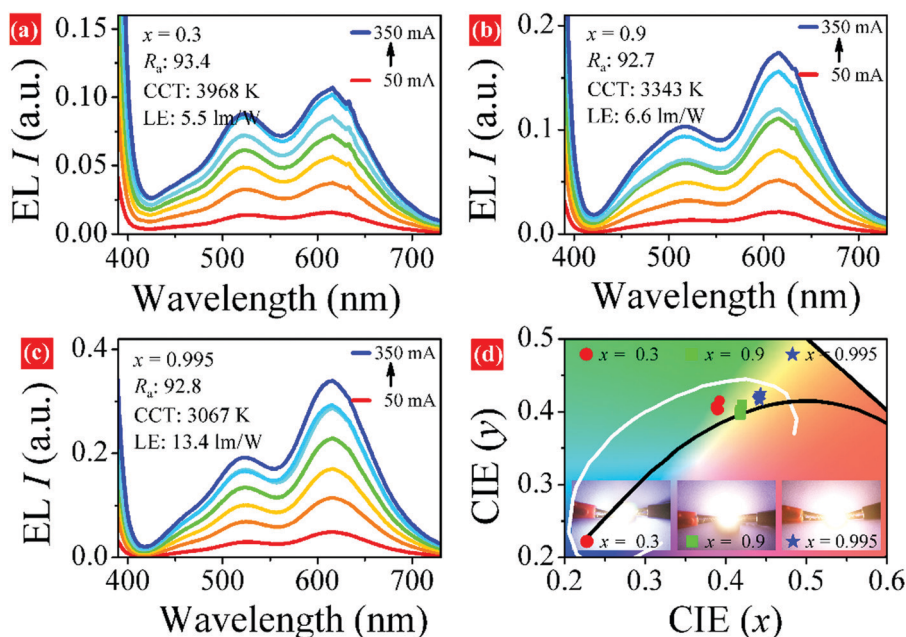 (a)
x = 0.3
Ra: 93.4
CCT: 3968 K
LE: 5.5 lm/W
350 mA
50 mA
EL I (a.u.)
0.10
0.05
0.00
400 500 600 700
Wavelength (nm)
(b)
x = 0.9
Ra: 92.7
CCT: 3343 K
LE: 6.6 lm/W
350 mA
50 mA
EL I (a.u.)
0.2
0.1
0.0
400 500 600 700
Wavelength (nm)
(c)
x = 0.995
Ra: 92.8
CCT: 3067 K
LE: 13.4 lm/W
350 mA
50 mA
EL I (a.u.)
0.4
0.2
0.0
400 500 600 700
Wavelength (nm)
(d)
x = 0.3 x = 0.9 x = 0.995
CIE (y)
0.5
0.4
0.3
0.2
x = 0.3 x = 0.9 x = 0.995
0.2 0.3 0.4 0.5 0.6
CIE (x)